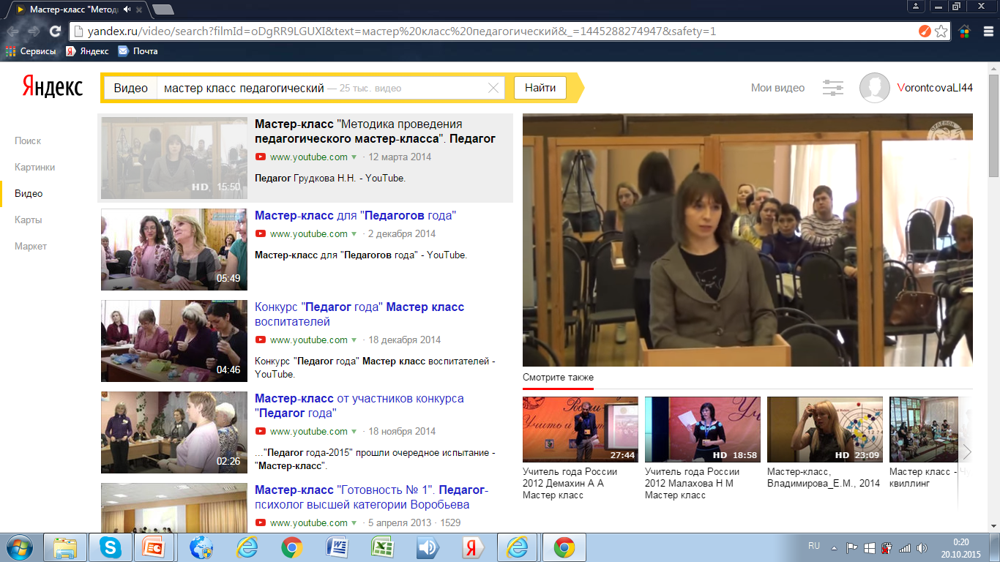 Мастер-класс "Метод
yandex.ru/video/search?filmId=oDgRR9LGUXI&text=мастер%20класс%20педагогический&_=1445288274947&safety=1
Сервисы Яндекс Почта
Яндекс
Видео мастер класс педагогический — 25 тыс. видео
Найти
Мои видео
VorontcovaLI44
Поиск
Картинки
Видео
Карты
Маркет
HD 15:50
Мастер-класс "Методика проведения
педагогического мастер-класса". Педагог
www.youtube.com · 12 марта 2014
Педагог Грудкова Н.Н. - YouTube.
05:49
Мастер-класс для "Педагогов года"
www.youtube.com · 2 декабря 2014
Мастер-класс для "Педагогов года" - YouTube.
04:46
Конкурс "Педагог года" Мастер класс
воспитателей
www.youtube.com · 18 декабря 2014
Конкурс "Педагог года" Мастер класс воспитателей -
YouTube.
02:26
Мастер-класс от участников конкурса
"Педагог года"
www.youtube.com · 18 ноября 2014
..."Педагог года-2015" прошли очередное испытание -
"Мастер-класс".
Мастер-класс "Готовность № 1". Педагог-
психолог высшей категории Воробьева
www.youtube.com · 5 апреля 2013 · 1529
Смотрите также
27:44
Учитель года России
2012 Демахин А А
Мастер класс
HD 18:58
Учитель года России
2012 Малахова Н М
Мастер класс
HD 23:09
Мастер-класс,
Владимирова_Е.М., 2014
Мастер класс - Чу
квиллинг
RU
0:20
20.10.2015